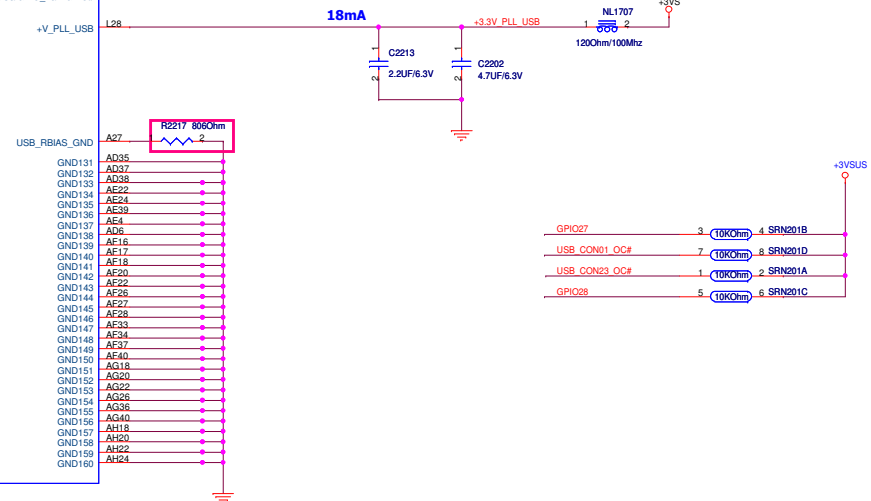 +3VS
+V_PLL_USB L28 18mA +3.3V_PLL_USB 1 NL1707 2
120Ohm/100Mhz
1 C2213 2 2.2UF/6.3V
1 C2202 2 4.7UF/6.3V
R2217 806Ohm
USB_RBIAS_GND A27 1 2
GND131 AD35
GND132 AD37
GND133 AD38
GND134 AE22
GND135 AE24
GND136 AE39
GND137 AE4
GND138 AD6
GND139 AF16
GND140 AF17
GND141 AF18
GND142 AF20
GND143 AF22
GND144 AF26
GND145 AF27
GND146 AF28
GND147 AF33
GND148 AF34
GND149 AF37
GND150 AF40
GND151 AG18
GND152 AG20
GND153 AG22
GND154 AG26
GND155 AG36
GND156 AG40
GND157 AH18
GND158 AH20
GND159 AH22
GND160 AH24
+3VSUS
GPIO27 3 10KOhm 4 SRN201B
USB_CON01_OC# 7 10KOhm 8 SRN201D
USB_CON23_OC# 1 10KOhm 2 SRN201A
GPIO28 5 10KOhm 6 SRN201C